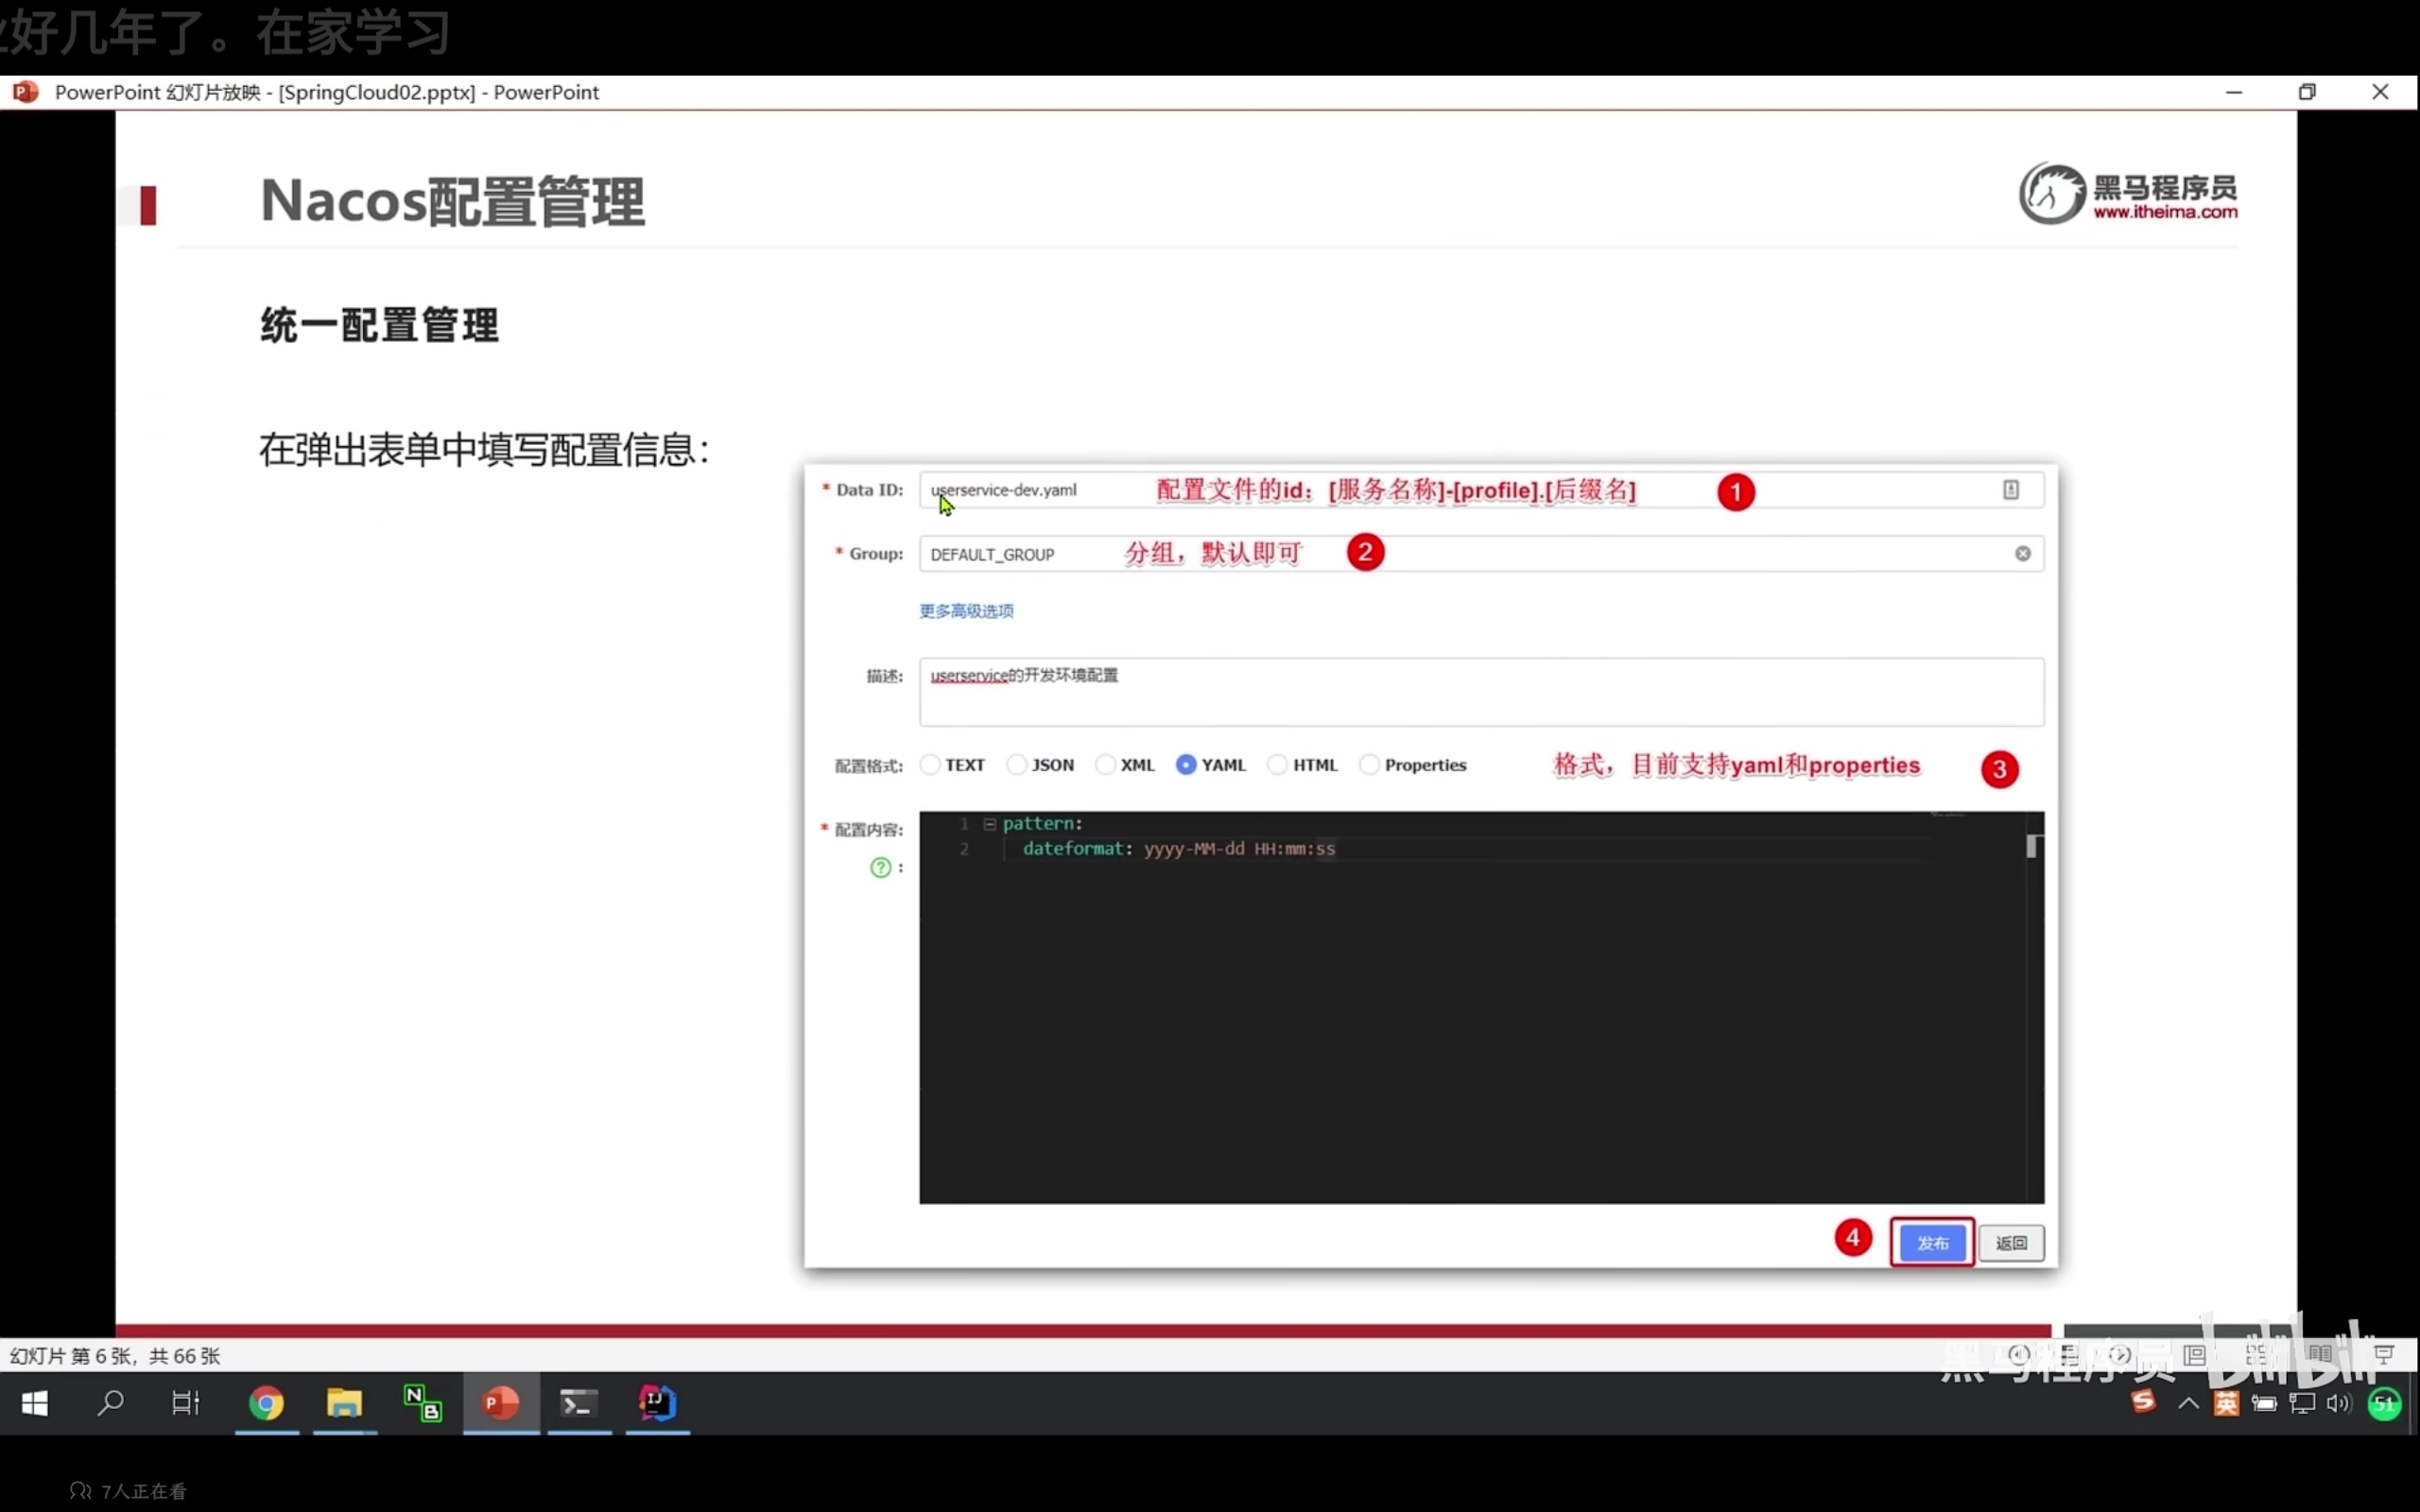 好几年了。在家学习
PowerPoint 幻灯片放映 - [SpringCloud02.pptx] - PowerPoint
Nacos配置管理
黑马程序员
www.itheima.com
统一配置管理
在弹出表单中填写配置信息：
* Data ID: userservice-dev.yaml 配置文件的id：[服务名称]-[profile].[后缀名] 1
* Group: DEFAULT_GROUP 分组，默认即可 2
更多高级选项
描述: userservice的开发环境配置
配置格式: TEXT JSON XML YAML HTML Properties 格式，目前支持yaml和properties 3
* 配置内容: 1 pattern:
? : 2 dateformat: yyyy-MM-dd HH:mm:ss
4 发布 返回
幻灯片 第 6 张，共 66 张
黑马程序员 bilibili
英 51
7人正在看